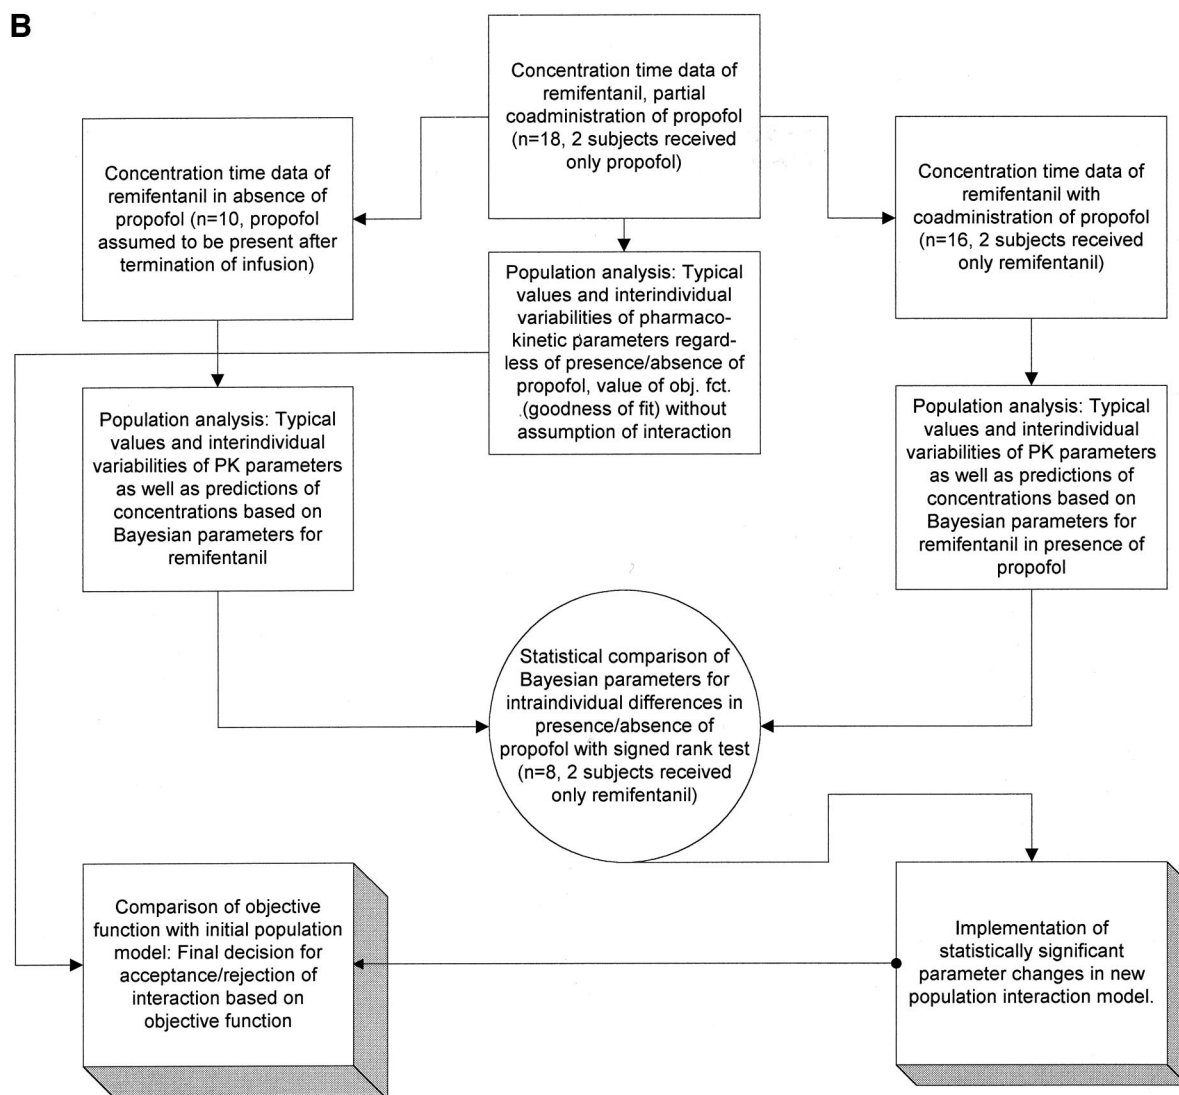 B
Concentration time data of
remifentanil, partial
coadministration of propofol
(n=18, 2 subjects received
only propofol)
Concentration time data of
remifentanil in absence of
propofol (n=10, propofol
assumed to be present after
termination of infusion)
Concentration time data of
remifentanil with
coadministration of propofol
(n=16, 2 subjects received
only remifentanil)
Population analysis: Typical
values and interindividual
variabilities of pharmaco-
kinetic parameters regard-
less of presence/absence of
propofol, value of obj. fct.
(goodness of fit) without
assumption of interaction
Population analysis: Typical
values and interindividual
variabilities of PK parameters
as well as predictions of
concentrations based on
Bayesian parameters for
remifentanil
Population analysis: Typical
values and interindividual
variabilities of PK parameters
as well as predictions of
concentrations based on
Bayesian parameters for
remifentanil in presence of
propofol
Statistical comparison of
Bayesian parameters for
intraindividual differences in
presence/absence of
propofol with signed rank test
(n=8, 2 subjects received
only remifentanil)
Comparison of objective
function with initial population
model: Final decision for
acceptance/rejection of
interaction based on
objective function
Implementation of
statistically significant
parameter changes in new
population interaction model.